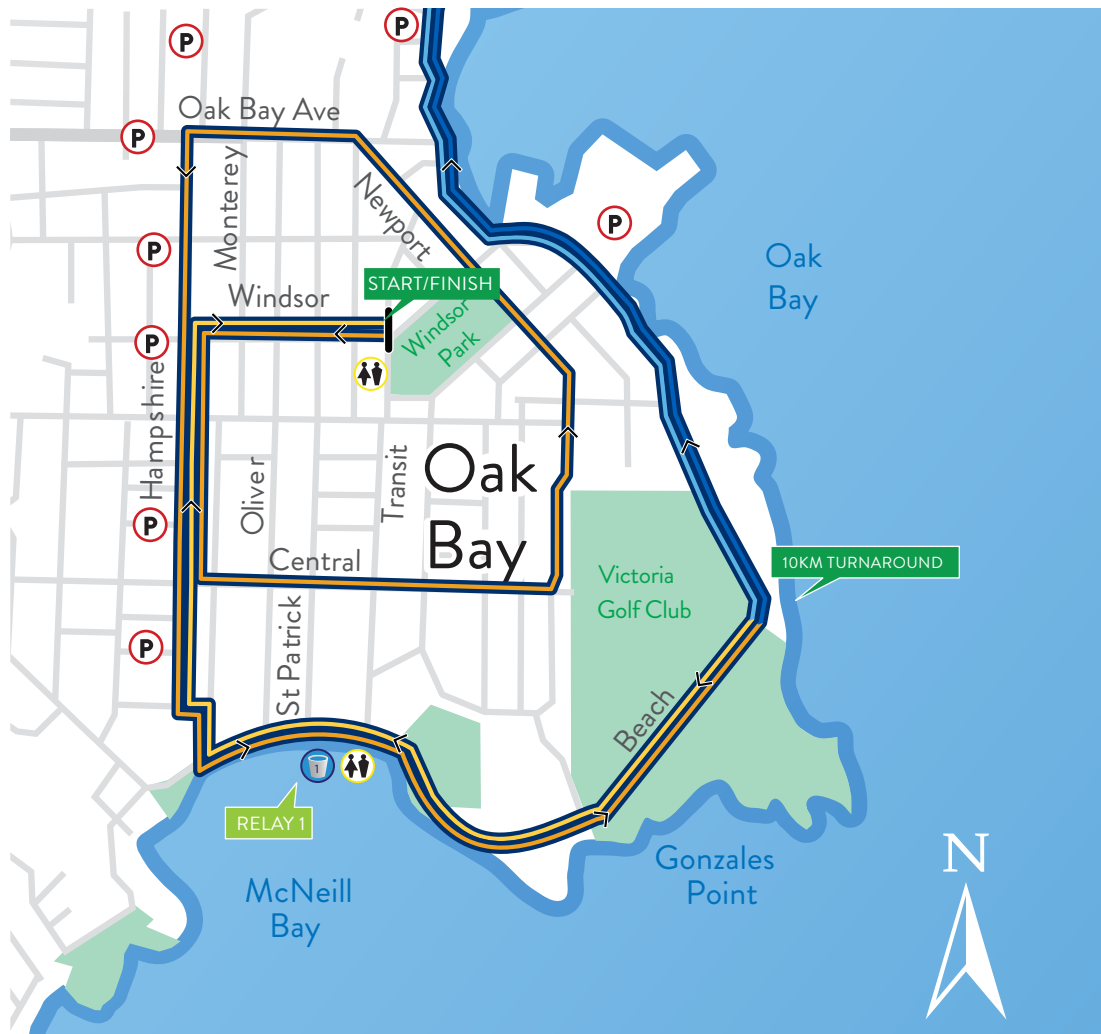 P
P
Oak Bay Ave
P
Monterey
Newport
P
P
Oak
Bay
START/FINISH
Windsor
Windsor
Park
P
Hampshire
Oliver
Transit
Oak
Bay
P
Central
10KM TURNAROUND
Victoria
Golf Club
St Patrick
P
Beach
1
RELAY 1
McNeill
Bay
Gonzales
Point
N